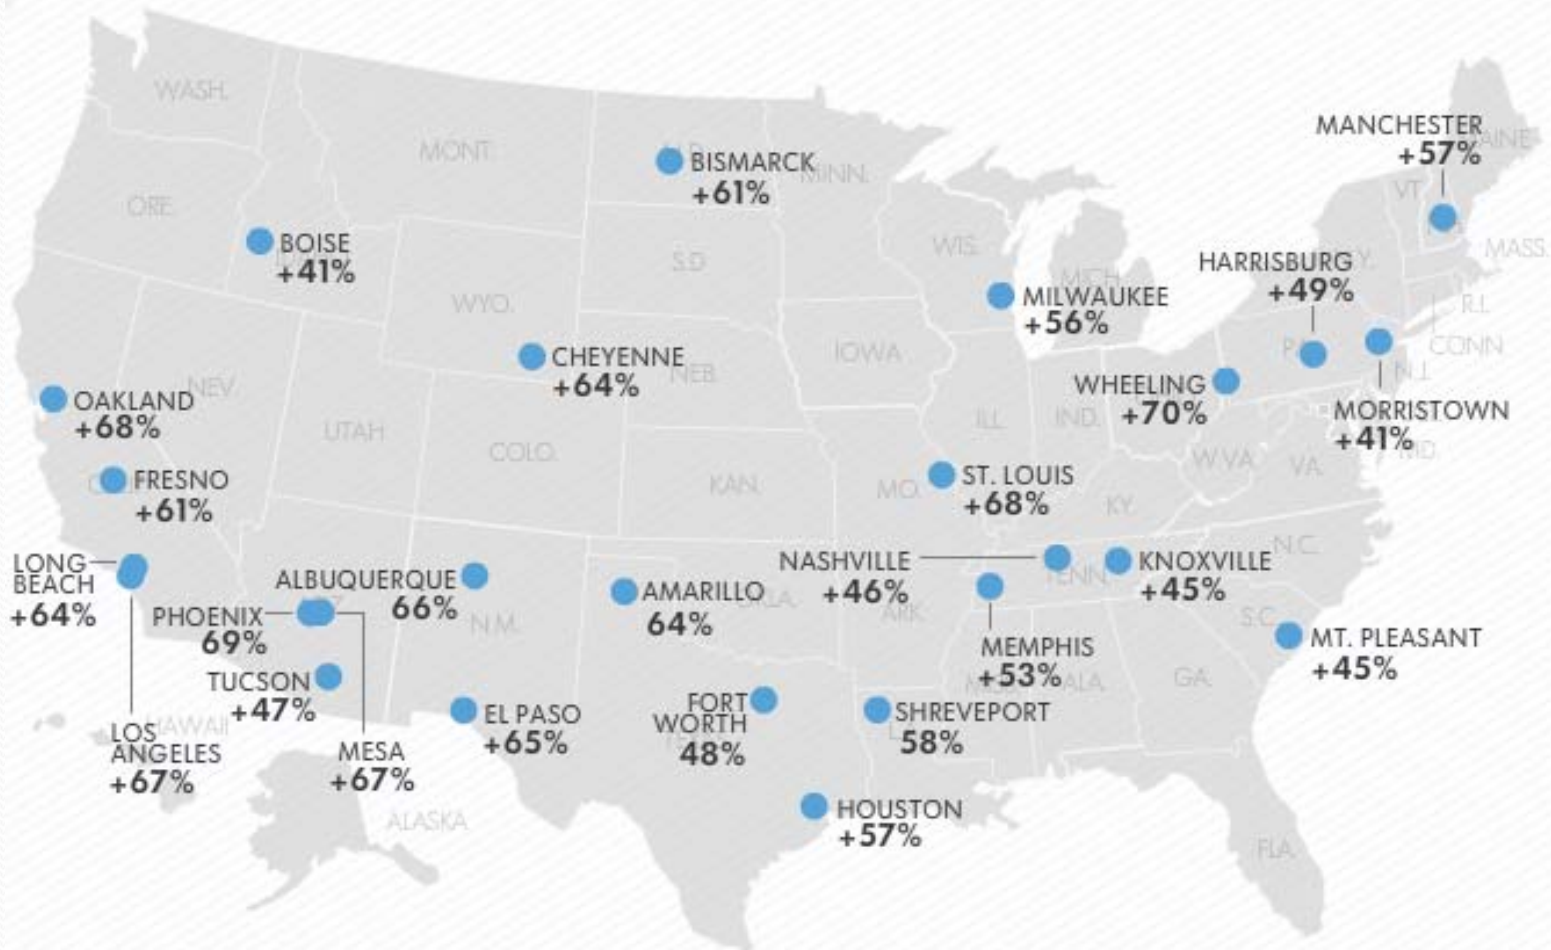 WASH.
MONT.
N.D.
MINN.
ORE.
S.D
WIS.
MICH.
WYO.
IOWA
NEB.
NEV.
UTAH
COLO.
KAN.
MO.
ILL.
IND.
KY.
W.VA.
VA.
N.C.
TENN.
S.C.
ARK.
OKLA.
N.M.
ALA.
GA.
FLA.
HAWAII
ALASKA
MAINE
VT
MASS.
R.I.
CONN
N.J.
MD.
MANCHESTER
+57%
BISMARCK
+61%
BOISE
+41%
HARRISBURG
+49%
MILWAUKEE
+56%
CHEYENNE
+64%
WHEELING
+70%
MORRISTOWN
+41%
OAKLAND
+68%
FRESNO
+61%
ST. LOUIS
+68%
LONG
BEACH
+64%
ALBUQUERQUE
66%
AMARILLO
64%
NASHVILLE
+46%
KNOXVILLE
+45%
PHOENIX
69%
MEMPHIS
+53%
MT. PLEASANT
+45%
TUCSON
+47%
EL PASO
+65%
FORT
WORTH
48%
SHREVEPORT
58%
LOS
ANGELES
+67%
MESA
+67%
HOUSTON
+57%